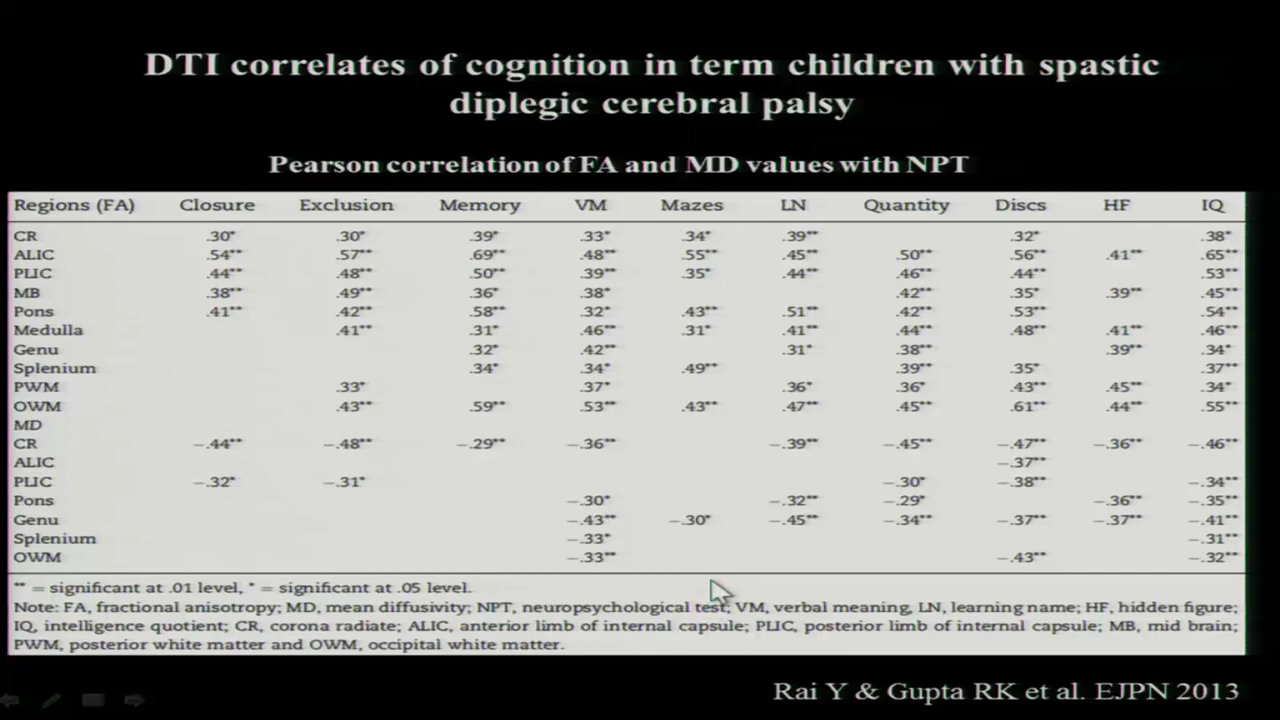 DTI correlates of cognition in term children with spastic
diplegic cerebral palsy
Pearson correlation of FA and MD values with NPT
Regions (FA) Closure Exclusion Memory VM Mazes LN Quantity Discs HF IQ
CR .30* .30* .39* .33* .34* .39** .32* .38*
ALIC .54** .57** .69** .48** .55** .45** .50** .56** .41** .65**
PLIC .44** .48** .50** .39** .35* .44** .46** .44** .53**
MB .38** .49** .36* .38* .42** .35* .39** .45**
Pons .41** .42** .58** .32* .43** .51** .42** .53** .54**
Medulla .41** .31* .46** .31* .41** .44** .48** .41** .46**
Genu .32* .42** .31* .38** .39** .34*
Splenium .34* .34* .49** .39** .35* .37**
PWM .33* .37* .36* .36* .43** .45** .34*
OWM .43** .59** .53** .43** .47** .45** .61** .44** .55**
MD
CR −.44** −.48** −.29** −.36** −.39** −.45** −.47** −.36** −.46**
ALIC −.37**
PLIC −.32* −.31* −.30* −.38** −.34**
Pons −.30* −.32** −.29* −.36** −.35**
Genu −.43** −.30* −.45** −.34** −.37** −.37** −.41**
Splenium −.33* −.31**
OWM −.33** −.43** −.32**
** = significant at .01 level, * = significant at .05 level.
Note: FA, fractional anisotropy; MD, mean diffusivity; NPT, neuropsychological test; VM, verbal meaning, LN, learning name; HF, hidden figure;
IQ, intelligence quotient; CR, corona radiate; ALIC, anterior limb of internal capsule; PLIC, posterior limb of internal capsule; MB, mid brain;
PWM, posterior white matter and OWM, occipital white matter.
Rai Y & Gupta RK et al. EJPN 2013